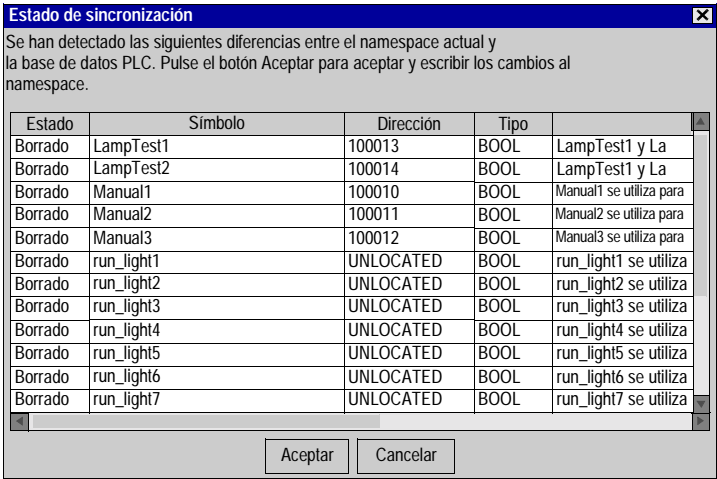 Estado de sincronización
Se han detectado las siguientes diferencias entre el namespace actual y
la base de datos PLC. Pulse el botón Aceptar para aceptar y escribir los cambios al
namespace.
Estado Símbolo Dirección Tipo
Borrado LampTest1 100013 BOOL LampTest1 y La
Borrado LampTest2 100014 BOOL LampTest1 y La
Borrado Manual1 100010 BOOL Manual1 se utiliza para
Borrado Manual2 100011 BOOL Manual2 se utiliza para
Borrado Manual3 100012 BOOL Manual3 se utiliza para
Borrado run_light1 UNLOCATED BOOL run_light1 se utiliza
Borrado run_light2 UNLOCATED BOOL run_light2 se utiliza
Borrado run_light3 UNLOCATED BOOL run_light3 se utiliza
Borrado run_light4 UNLOCATED BOOL run_light4 se utiliza
Borrado run_light5 UNLOCATED BOOL run_light5 se utiliza
Borrado run_light6 UNLOCATED BOOL run_light6 se utiliza
Borrado run_light7 UNLOCATED BOOL run_light7 se utiliza
Aceptar Cancelar